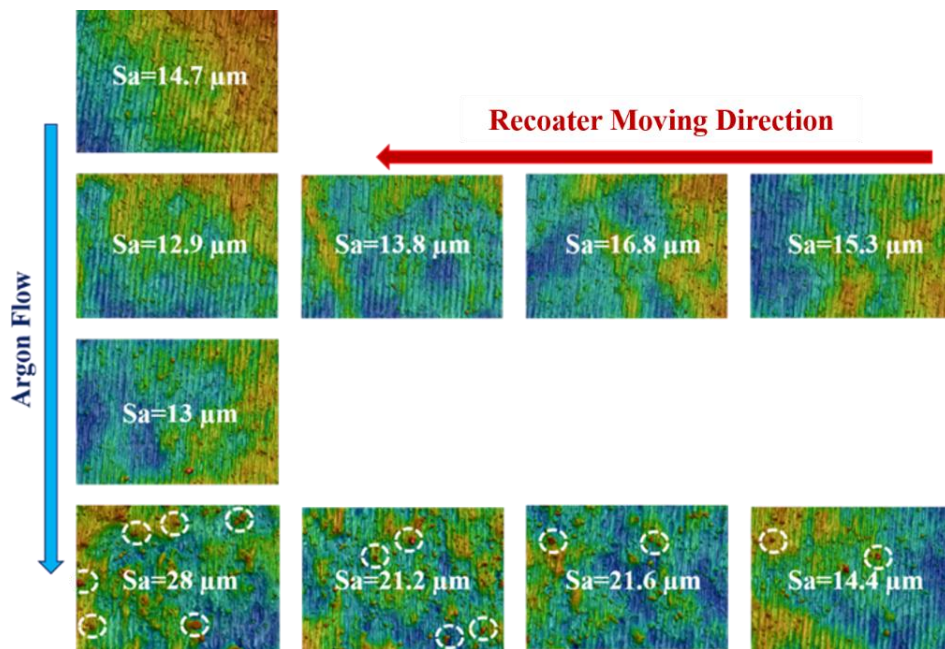 Sa=14.7 µm
Recoater Moving Direction
Argon Flow
Sa=12.9 µm
Sa=13.8 µm
Sa=16.8 µm
Sa=15.3 µm
Sa=13 µm
Sa=28 µm
Sa=21.2 µm
Sa=21.6 µm
Sa=14.4 µm